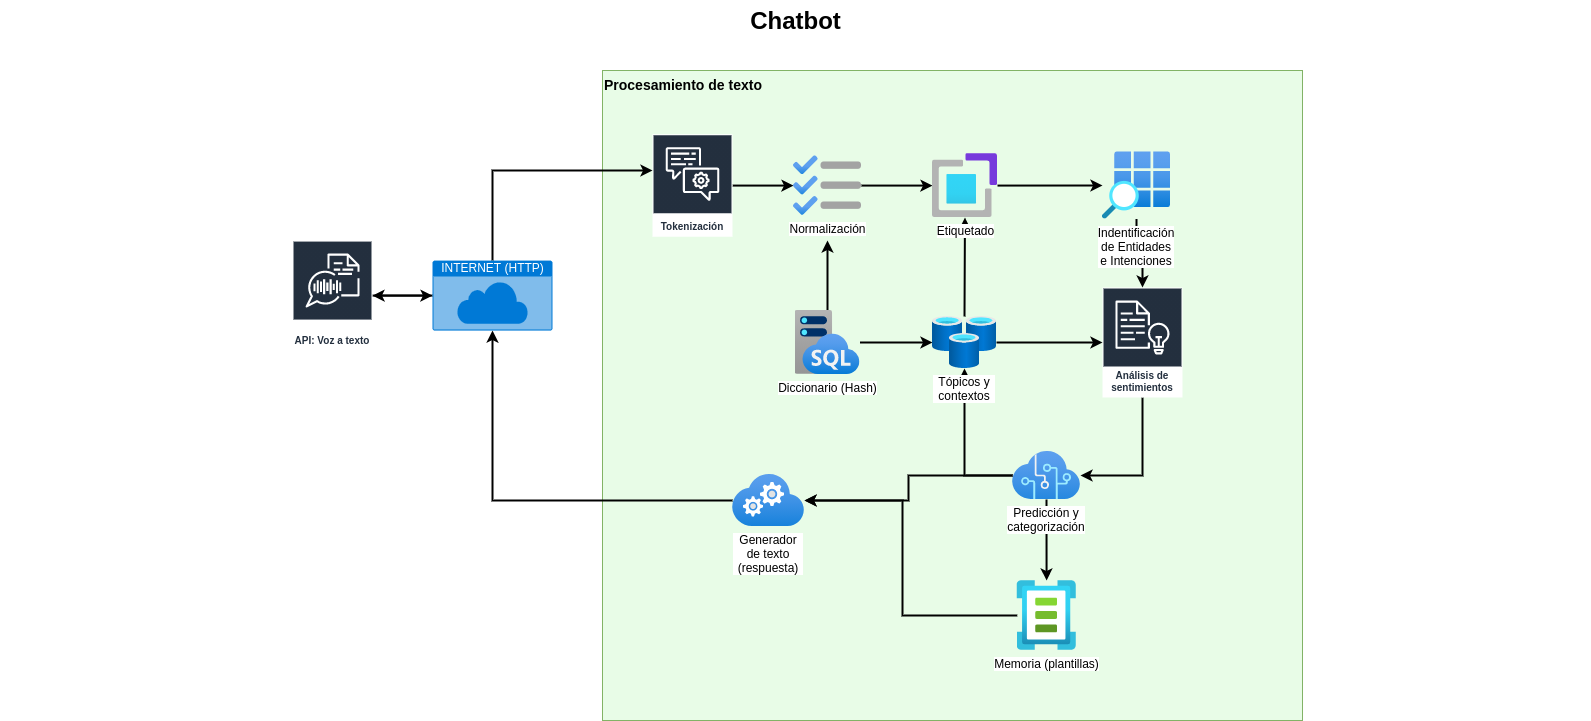 Chatbot
Procesamiento de texto
Tokenización
Normalización
Etiquetado
Indentificación
de Entidades
e Intenciones
INTERNET (HTTP)
API: Voz a texto
SQL
Diccionario (Hash)
Tópicos y
contextos
Análisis de
sentimientos
Predicción y
categorización
Generador
de texto
(respuesta)
Memoria (plantillas)